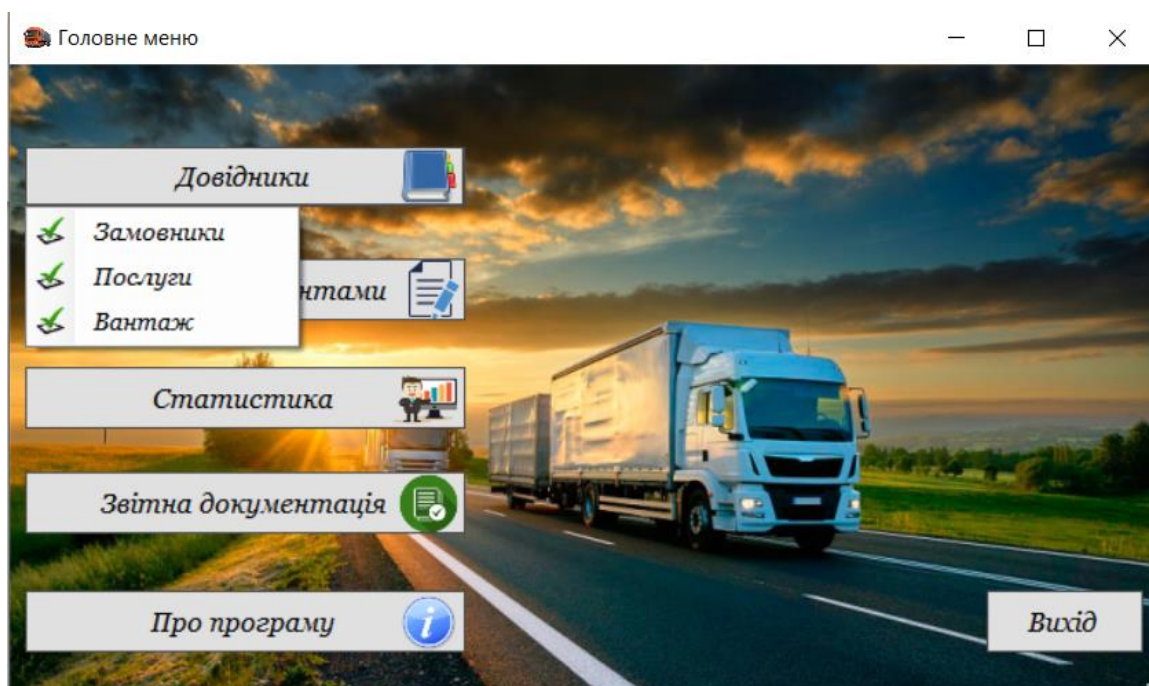 Головне меню
Довідники
Замовники
Послуги
нтами
Вантаж
Статистика
Звітна документація
Про програму
Вихід